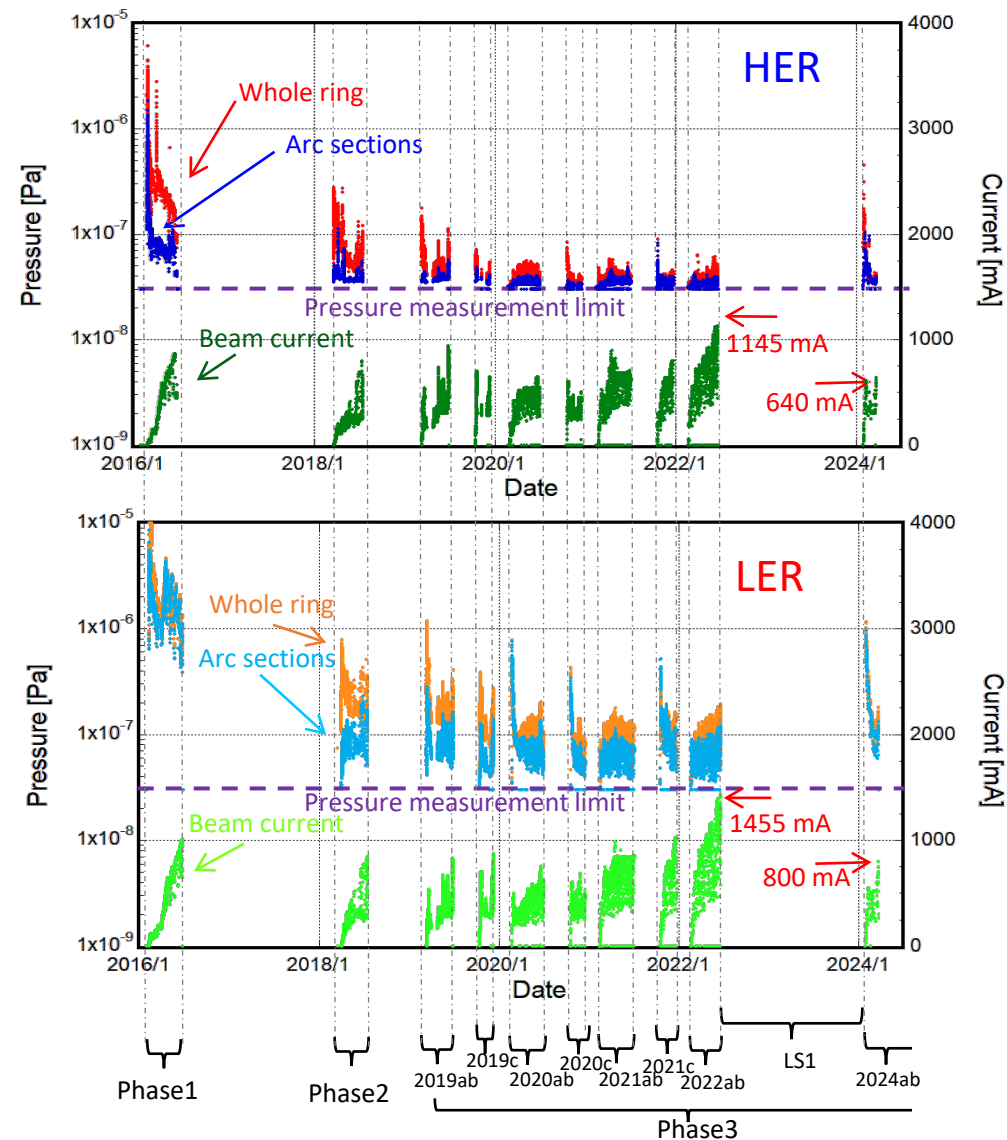 1x10⁻⁵
4000
HER
Whole ring
1x10⁻⁶
3000
Arc sections
Pressure [Pa]
1x10⁻⁷
2000
Current [mA]
Pressure measurement limit
1x10⁻⁸
1145 mA
Beam current
1000
640 mA
1x10⁻⁹
0
2016/1
2018/1
2020/1
2022/1
2024/1
Date
1x10⁻⁵
4000
LER
Whole ring
1x10⁻⁶
3000
Arc sections
Pressure [Pa]
1x10⁻⁷
2000
Current [mA]
Pressure measurement limit
1455 mA
Beam current
1x10⁻⁸
1000
800 mA
1x10⁻⁹
0
2016/1
2018/1
2020/1
2022/1
2024/1
Date
Phase1
Phase2
2019ab
2019c
2020ab
2020c
2021ab
2021c
2022ab
LS1
2024ab
Phase3